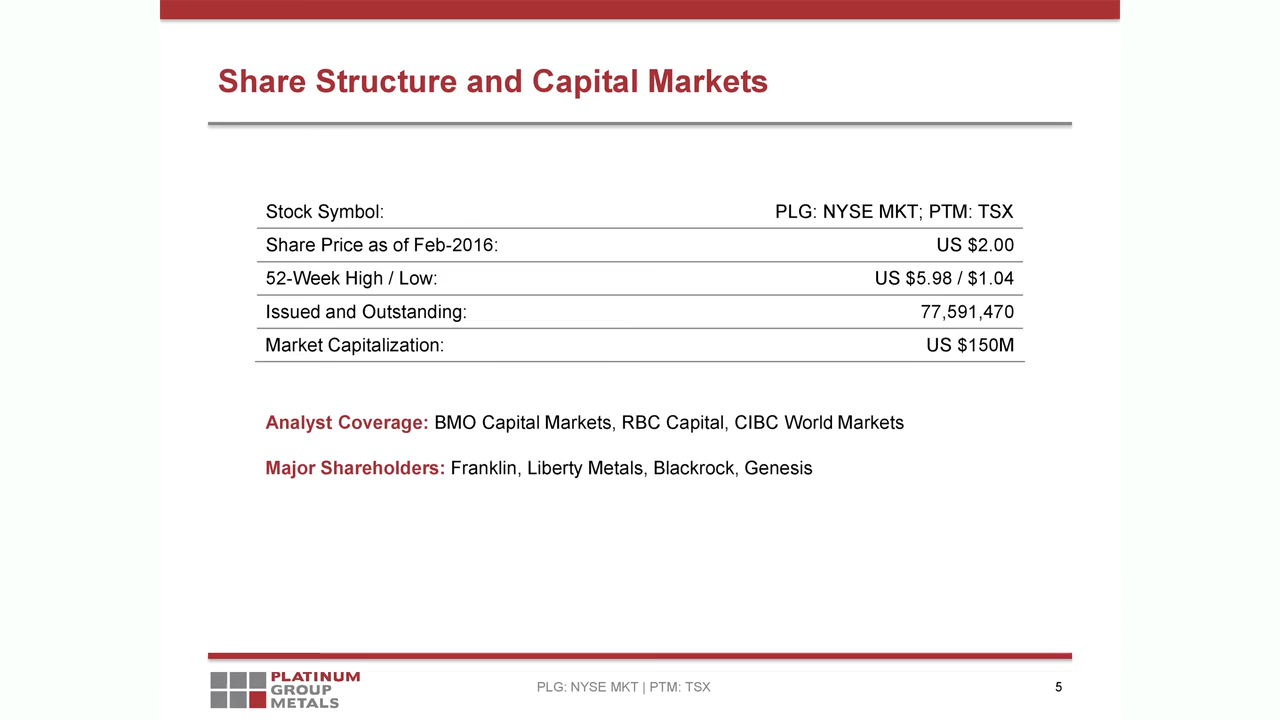 Share Structure and Capital Markets
Stock Symbol: PLG: NYSE MKT; PTM: TSX
Share Price as of Feb-2016: US $2.00
52-Week High / Low: US $5.98 / $1.04
Issued and Outstanding: 77,591,470
Market Capitalization: US $150M
Analyst Coverage: BMO Capital Markets, RBC Capital, CIBC World Markets
Major Shareholders: Franklin, Liberty Metals, Blackrock, Genesis
PLATINUM
GROUP
METALS
PLG: NYSE MKT | PTM: TSX
5